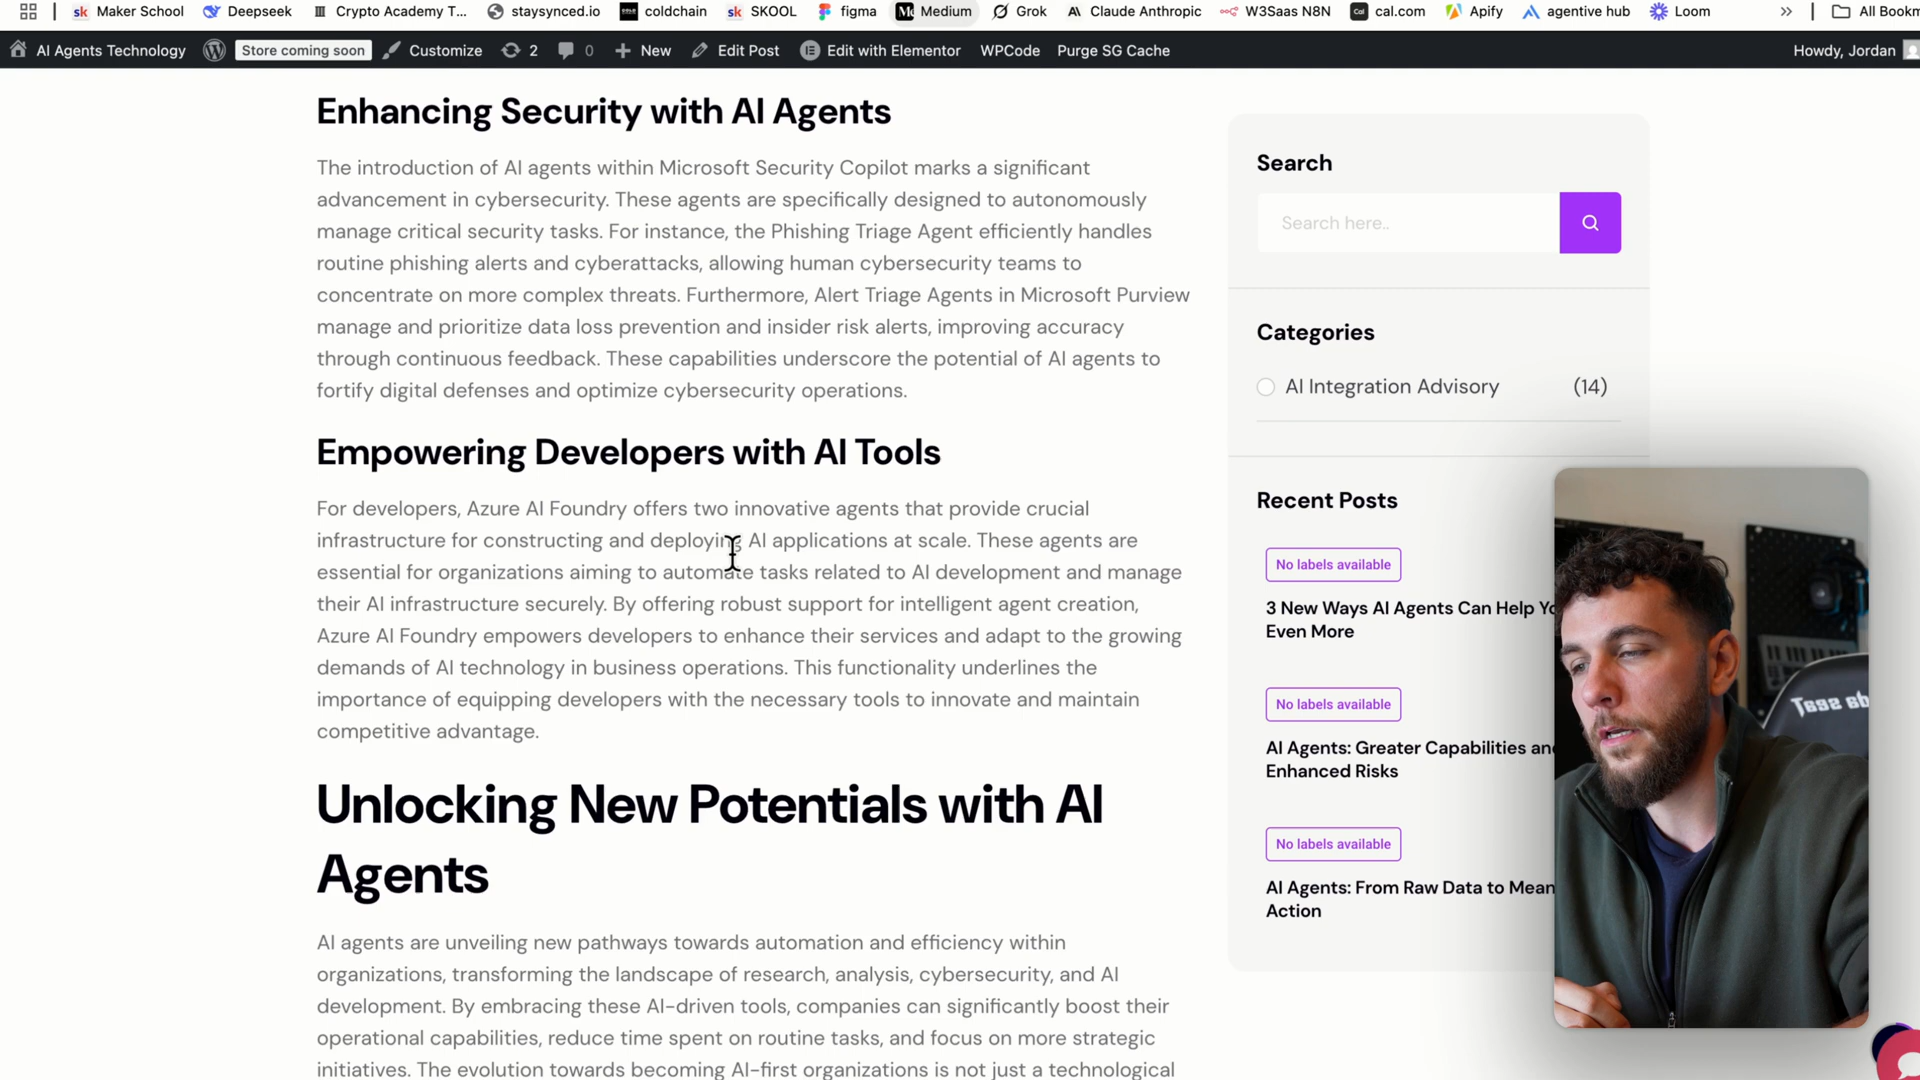 Maker School Deepseek Crypto Academy T... staysynced.io coldchain SKOOL figma Medium Grok Claude Anthropic W3Saas N8N cal.com Apify agentive hub Loom » All Bookm
AI Agents Technology Store coming soon Customize 2 0 New Edit Post Edit with Elementor WPCode Purge SG Cache Howdy, Jordan
Enhancing Security with AI Agents
The introduction of AI agents within Microsoft Security Copilot marks a significant
advancement in cybersecurity. These agents are specifically designed to autonomously
manage critical security tasks. For instance, the Phishing Triage Agent efficiently handles
routine phishing alerts and cyberattacks, allowing human cybersecurity teams to
concentrate on more complex threats. Furthermore, Alert Triage Agents in Microsoft Purview
manage and prioritize data loss prevention and insider risk alerts, improving accuracy
through continuous feedback. These capabilities underscore the potential of AI agents to
fortify digital defenses and optimize cybersecurity operations.
Empowering Developers with AI Tools
For developers, Azure AI Foundry offers two innovative agents that provide crucial
infrastructure for constructing and deploying AI applications at scale. These agents are
essential for organizations aiming to automate tasks related to AI development and manage
their AI infrastructure securely. By offering robust support for intelligent agent creation,
Azure AI Foundry empowers developers to enhance their services and adapt to the growing
demands of AI technology in business operations. This functionality underlines the
importance of equipping developers with the necessary tools to innovate and maintain
competitive advantage.
Unlocking New Potentials with AI
Agents
AI agents are unveiling new pathways towards automation and efficiency within
organizations, transforming the landscape of research, analysis, cybersecurity, and AI
development. By embracing these AI-driven tools, companies can significantly boost their
operational capabilities, reduce time spent on routine tasks, and focus on more strategic
initiatives. The evolution towards becoming AI-first organizations is not just a technological
Search
Search here..
Categories
AI Integration Advisory (14)
Recent Posts
No labels available
3 New Ways AI Agents Can Help Yo
Even More
No labels available
AI Agents: Greater Capabilities and
Enhanced Risks
No labels available
AI Agents: From Raw Data to Mean
Action